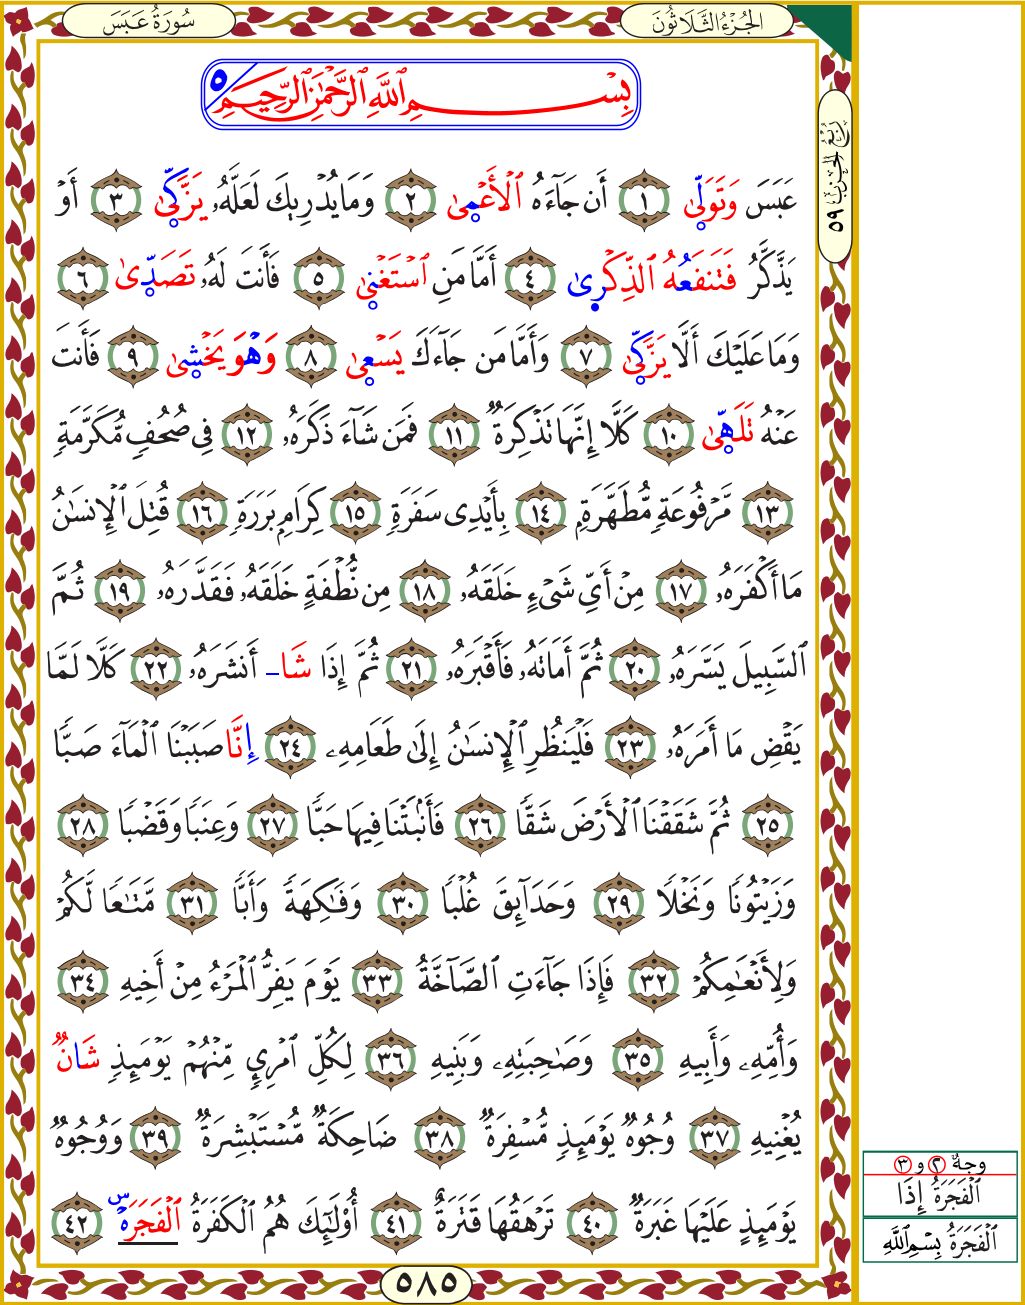 سُورَةُ عَبَسَ
الجُزْءُ الثَّلَاثُونَ
رُبْعُ الحِزْب ٥٩
بِسْمِ ٱللَّهِ ٱلرَّحْمَٰنِ ٱلرَّحِيمِ ٥
عَبَسَ وَتَوَلّٜىٰ ١ أَن جَآءَهُ ٱلْأَعْمٜىٰ ٢ وَمَا يُدْرِيكَ لَعَلَّهُۥ يَزَّكّٜىٰ ٣ أَوْ
يَذَّكَّرُ فَتَنفَعُهُ ٱلذِّكْرٜىٰ ٤ أَمَّا مَنِ ٱسْتَغْنٜىٰ ٥ فَأَنتَ لَهُۥ تَصَدّٜىٰ ٦
وَمَا عَلَيْكَ أَلَّا يَزَّكّٜىٰ ٧ وَأَمَّا مَن جَآءَكَ يَسْعٜىٰ ٨ وَهْوَ يَخْشٜىٰ ٩ فَأَنتَ
عَنْهُ تَلَهّٜىٰ ١٠ كَلَّا إِنَّهَا تَذْكِرَةٌ ١١ فَمَن شَآءَ ذَكَرَهُۥ ١٢ فِى صُحُفٍ مُّكَرَّمَةٍ
١٣ مَّرْفُوعَةٍ مُّطَهَّرَةٍۭ ١٤ بِأَيْدِى سَفَرَةٍ ١٥ كِرَامٍۭ بَرَرَةٍ ١٦ قُتِلَ ٱلْإِنسَٰنُ
مَا أَكْفَرَهُۥ ١٧ مِنْ أَىِّ شَىْءٍ خَلَقَهُۥ ١٨ مِن نُّطْفَةٍ خَلَقَهُۥ فَقَدَّرَهُۥ ١٩ ثُمَّ
ٱلسَّبِيلَ يَسَّرَهُۥ ٢٠ ثُمَّ أَمَاتَهُۥ فَأَقْبَرَهُۥ ٢١ ثُمَّ إِذَا شَا- أَنشَرَهُۥ ٢٢ كَلَّا لَمَّا
يَقْضِ مَا أَمَرَهُۥ ٢٣ فَلْيَنظُرِ ٱلْإِنسَٰنُ إِلَىٰ طَعَامِهِۦ ٢٤ إِنَّا صَبَبْنَا ٱلْمَآءَ صَبًّا
٢٥ ثُمَّ شَقَقْنَا ٱلْأَرْضَ شَقًّا ٢٦ فَأَنۢبَتْنَا فِيهَا حَبًّا ٢٧ وَعِنَبًا وَقَضْبًا ٢٨
وَزَيْتُونًا وَنَخْلًا ٢٩ وَحَدَآئِقَ غُلْبًا ٣٠ وَفَٰكِهَةً وَأَبًّا ٣١ مَّتَٰعًا لَّكُمْ
وَلِأَنْعَٰمِكُمْ ٣٢ فَإِذَا جَآءَتِ ٱلصَّآخَّةُ ٣٣ يَوْمَ يَفِرُّ ٱلْمَرْءُ مِنْ أَخِيهِ ٣٤
وَأُمِّهِۦ وَأَبِيهِ ٣٥ وَصَٰحِبَتِهِۦ وَبَنِيهِ ٣٦ لِكُلِّ ٱمْرِئٍ مِّنْهُمْ يَوْمَئِذٍ شَانٌ
يُغْنِيهِ ٣٧ وُجُوهٌ يَوْمَئِذٍ مُّسْفِرَةٌ ٣٨ ضَاحِكَةٌ مُّسْتَبْشِرَةٌ ٣٩ وَوُجُوهٌ
يَوْمَئِذٍ عَلَيْهَا غَبَرَةٌ ٤٠ تَرْهَقُهَا قَتَرَةٌ ٤١ أُو۟لَٰٓئِكَ هُمُ ٱلْكَفَرَةُ ٱلْفَجَرَةُ س ٤٢
وجهٌ ٢ و ٣
ٱلْفَجَرَةُ إِذَا
ٱلْفَجَرَةُ بِسْمِ ٱللَّهِ
٥٨٥